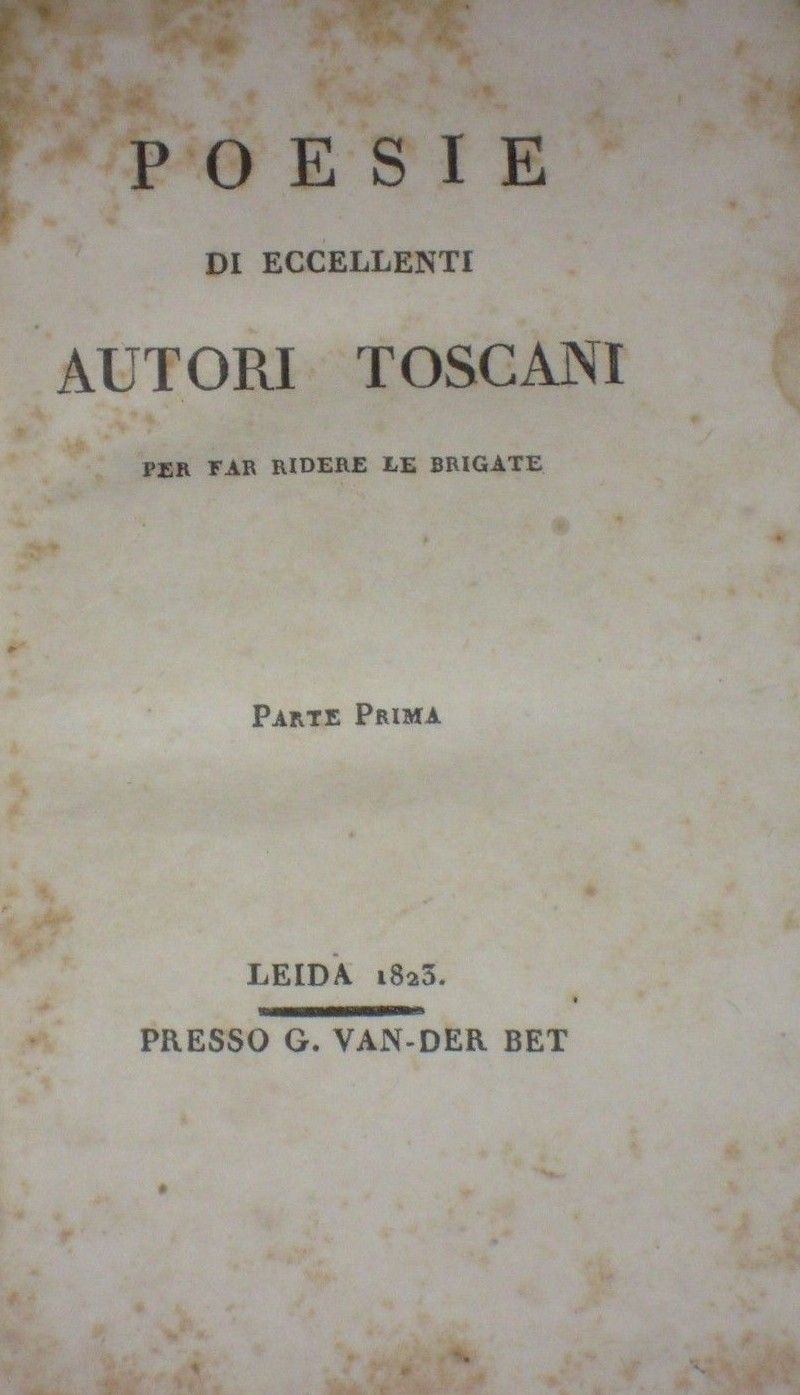 POESIE
DI ECCELLENTI
AUTORI TOSCANI
PER FAR RIDERE LE BRIGATE
PARTE PRIMA
LEIDA 1823.
PRESSO G. VAN-DER BET